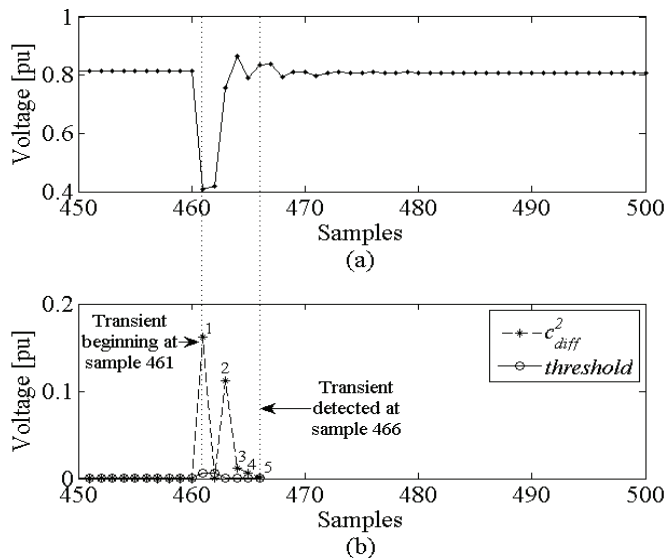 1
0.8
0.6
0.4
Voltage [pu]
450 460 470 480 490 500
Samples
(a)
0.2
0.1
0
Voltage [pu]
Transient
beginning at
sample 461
1
2
3
4
5
Transient
detected at
sample 466
c²diff
threshold
450 460 470 480 490 500
Samples
(b)